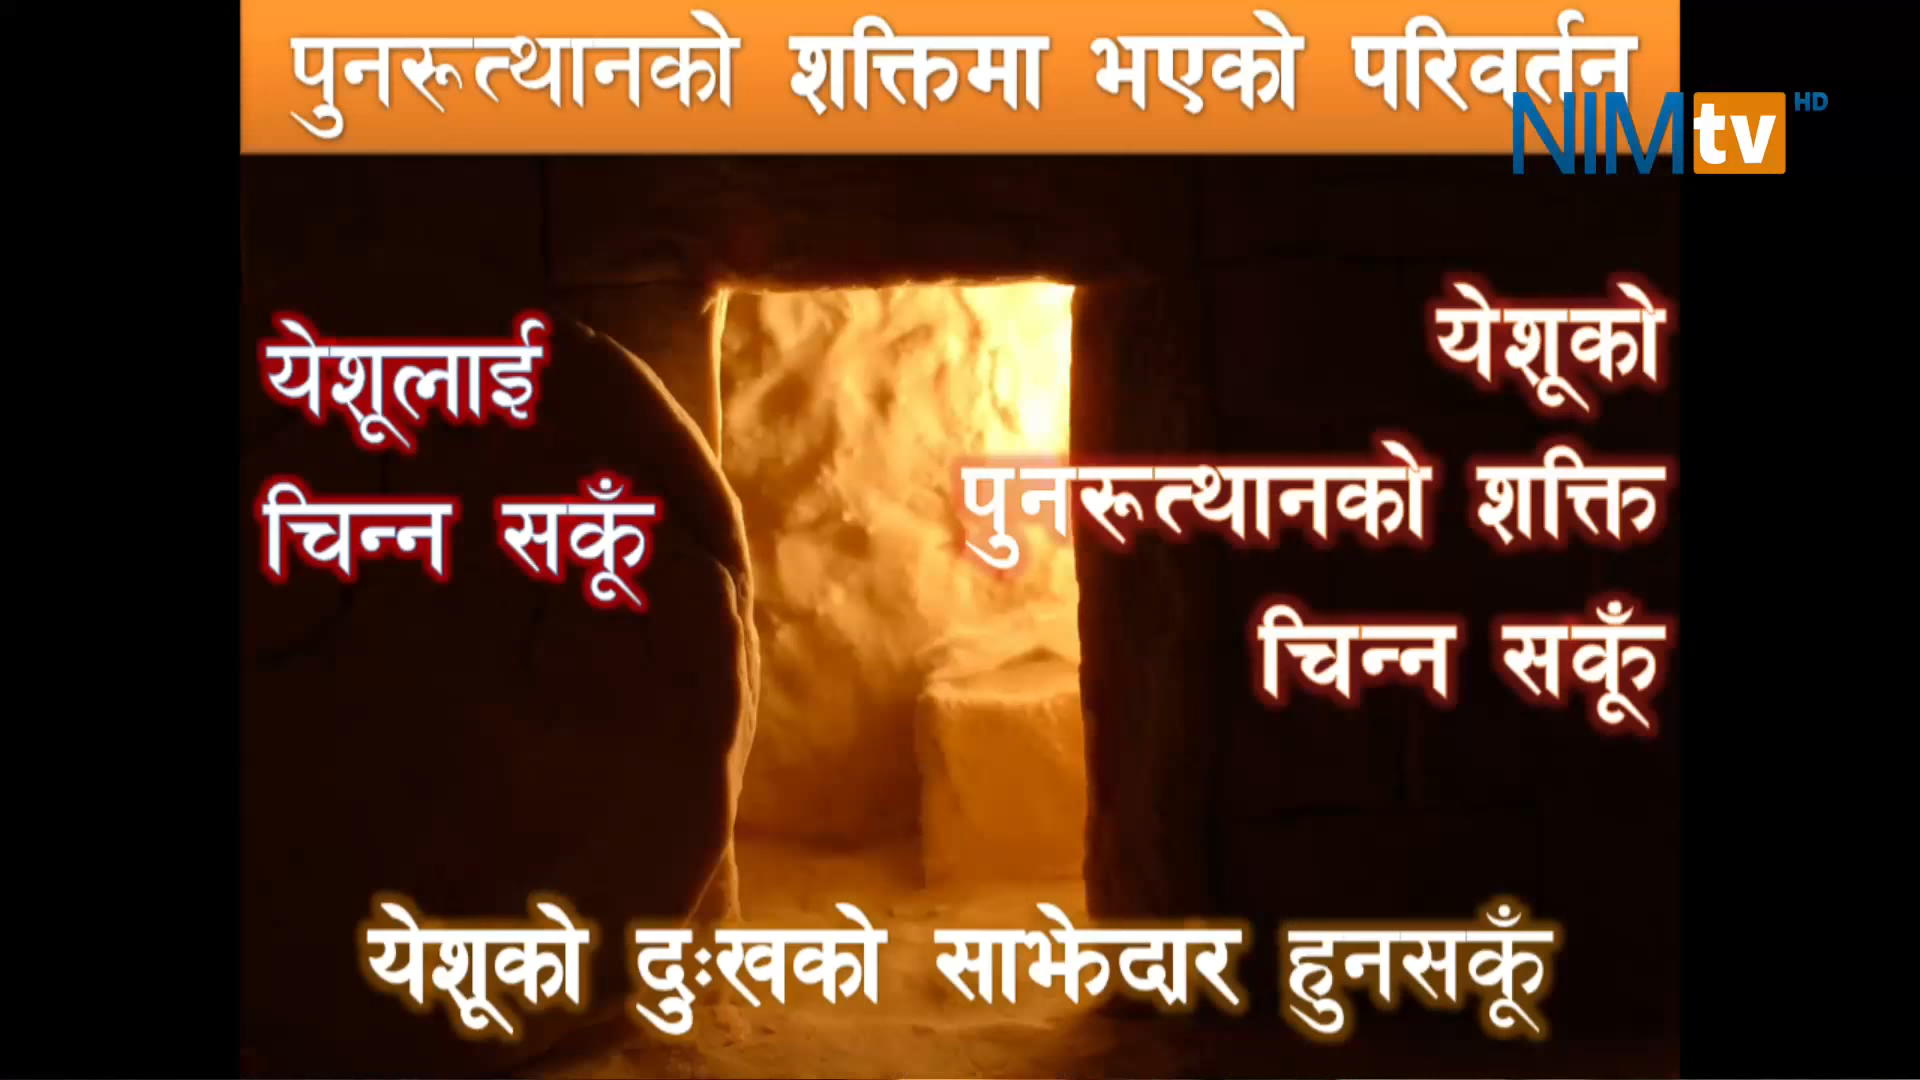 पुनरूत्थानको शक्तिमा भएको परिवर्तन
NIMtv HD
येशूलाई
चिन्न सकूँ
येशूको
पुनरूत्थानको शक्ति
चिन्न सकूँ
येशूको दुःखको साझेदार हुनसकूँ